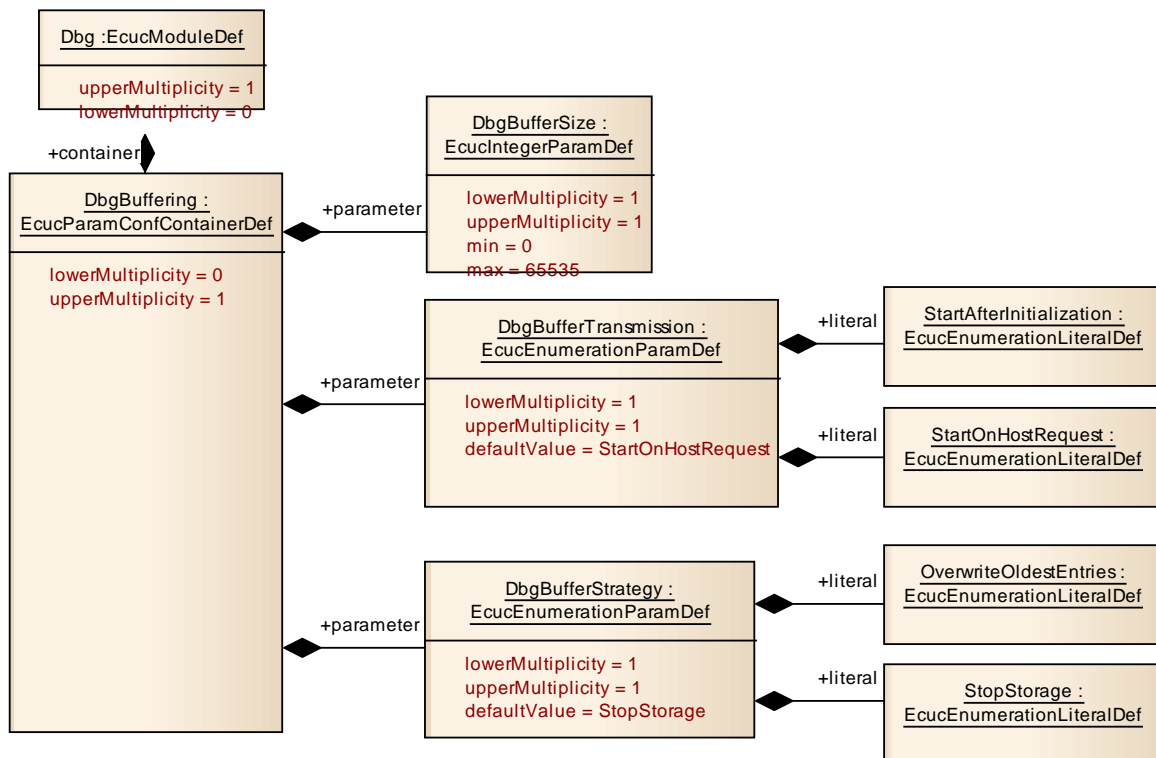 Dbg :EcucModuleDef
upperMultiplicity = 1
lowerMultiplicity = 0
+container
DbgBuffering :
EcucParamConfContainerDef
lowerMultiplicity = 0
upperMultiplicity = 1
+parameter
DbgBufferSize :
EcucIntegerParamDef
lowerMultiplicity = 1
upperMultiplicity = 1
min = 0
max = 65535
+parameter
DbgBufferTransmission :
EcucEnumerationParamDef
lowerMultiplicity = 1
upperMultiplicity = 1
defaultValue = StartOnHostRequest
+literal
StartAfterInitialization :
EcucEnumerationLiteralDef
+literal
StartOnHostRequest :
EcucEnumerationLiteralDef
+parameter
DbgBufferStrategy :
EcucEnumerationParamDef
lowerMultiplicity = 1
upperMultiplicity = 1
defaultValue = StopStorage
+literal
OverwriteOldestEntries :
EcucEnumerationLiteralDef
+literal
StopStorage :
EcucEnumerationLiteralDef